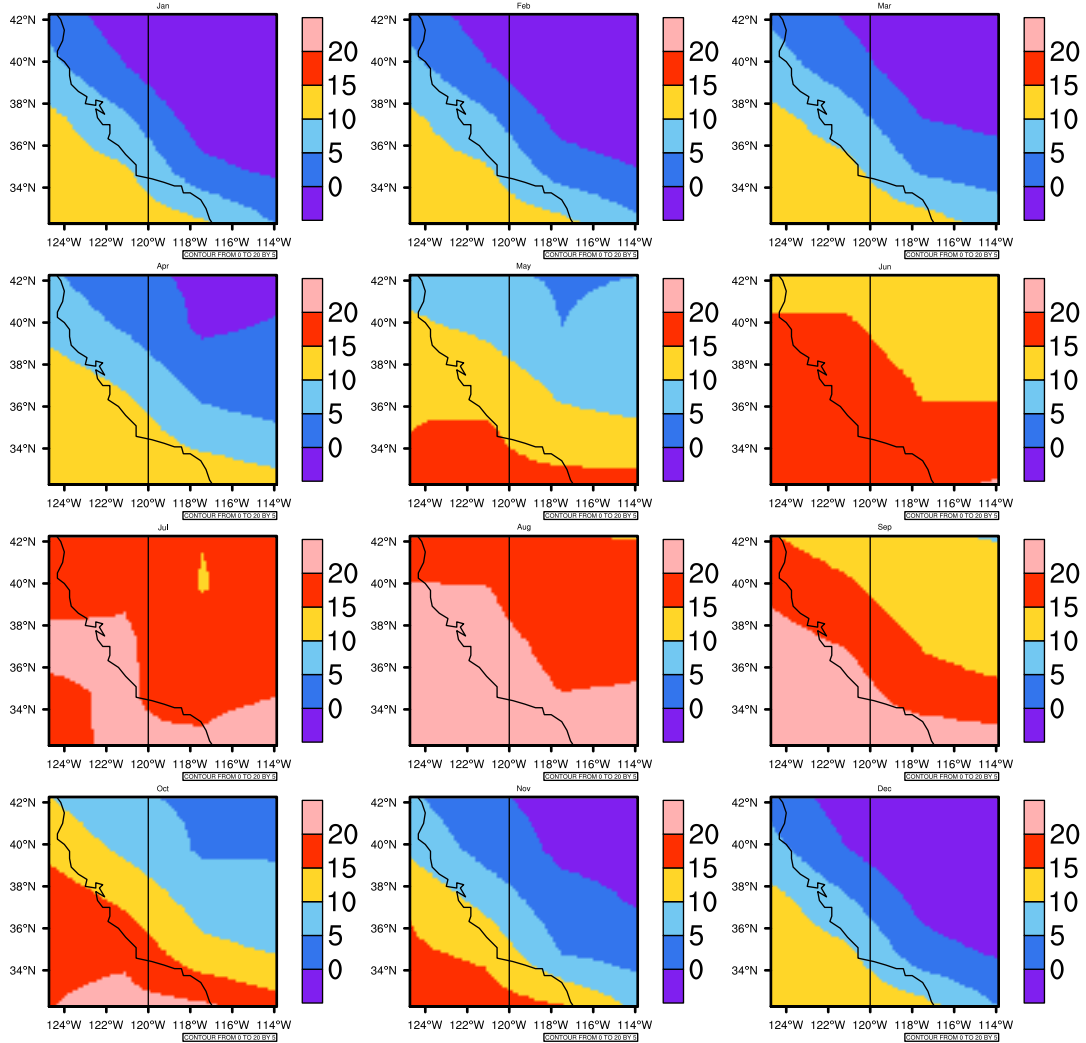 Jan Feb Mar
42°N 20 42°N 20 42°N 20
40°N 15 40°N 15 40°N 15
38°N 10 38°N 10 38°N 10
36°N 5 36°N 5 36°N 5
34°N 0 34°N 0 34°N 0
124°W 122°W 120°W 118°W 116°W 114°W 124°W 122°W 120°W 118°W 116°W 114°W 124°W 122°W 120°W 118°W 116°W 114°W
CONTOUR FROM 0 TO 20 BY 5 CONTOUR FROM 0 TO 20 BY 5 CONTOUR FROM 0 TO 20 BY 5
Apr May Jun
42°N 20 42°N 20 42°N 20
40°N 15 40°N 15 40°N 15
38°N 10 38°N 10 38°N 10
36°N 5 36°N 5 36°N 5
34°N 0 34°N 0 34°N 0
124°W 122°W 120°W 118°W 116°W 114°W 124°W 122°W 120°W 118°W 116°W 114°W 124°W 122°W 120°W 118°W 116°W 114°W
CONTOUR FROM 0 TO 20 BY 5 CONTOUR FROM 0 TO 20 BY 5 CONTOUR FROM 0 TO 20 BY 5
Jul Aug Sep
42°N 20 42°N 20 42°N 20
40°N 15 40°N 15 40°N 15
38°N 10 38°N 10 38°N 10
36°N 5 36°N 5 36°N 5
34°N 0 34°N 0 34°N 0
124°W 122°W 120°W 118°W 116°W 114°W 124°W 122°W 120°W 118°W 116°W 114°W 124°W 122°W 120°W 118°W 116°W 114°W
CONTOUR FROM 0 TO 20 BY 5 CONTOUR FROM 0 TO 20 BY 5 CONTOUR FROM 0 TO 20 BY 5
Oct Nov Dec
42°N 20 42°N 20 42°N 20
40°N 15 40°N 15 40°N 15
38°N 10 38°N 10 38°N 10
36°N 5 36°N 5 36°N 5
34°N 0 34°N 0 34°N 0
124°W 122°W 120°W 118°W 116°W 114°W 124°W 122°W 120°W 118°W 116°W 114°W 124°W 122°W 120°W 118°W 116°W 114°W
CONTOUR FROM 0 TO 20 BY 5 CONTOUR FROM 0 TO 20 BY 5 CONTOUR FROM 0 TO 20 BY 5